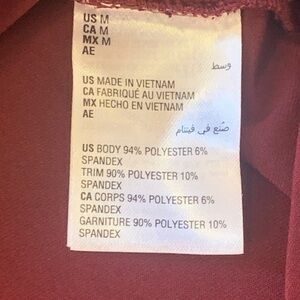 US M
CA M
MX M
AE
وسط
US MADE IN VIETNAM
CA FABRIQUÉ AU VIETNAM
MX HECHO EN VIETNAM
AE
صُنع في فيتنام
US BODY 94% POLYESTER 6%
SPANDEX
TRIM 90% POLYESTER 10%
SPANDEX
CA CORPS 94% POLYESTER 6%
SPANDEX
GARNITURE 90% POLYESTER 10%
SPANDEX